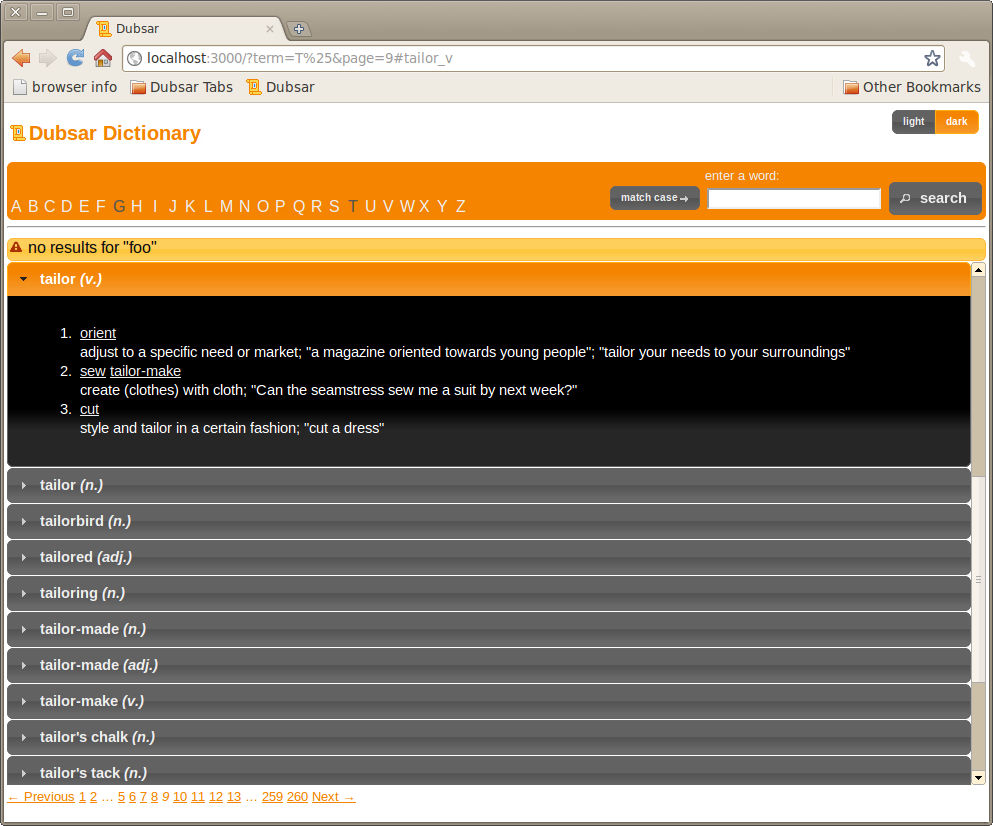 Dubsar
localhost:3000/?term=T%25&page=9#tailor_v
browser info Dubsar Tabs Dubsar Other Bookmarks
Dubsar Dictionary light dark
enter a word:
A B C D E F G H I J K L M N O P Q R S T U V W X Y Z match case→ search
no results for "foo"
tailor (v.)
1. orient
adjust to a specific need or market; "a magazine oriented towards young people"; "tailor your needs to your surroundings"
2. sew tailor-make
create (clothes) with cloth; "Can the seamstress sew me a suit by next week?"
3. cut
style and tailor in a certain fashion; "cut a dress"
tailor (n.)
tailorbird (n.)
tailored (adj.)
tailoring (n.)
tailor-made (n.)
tailor-made (adj.)
tailor-make (v.)
tailor's chalk (n.)
tailor's tack (n.)
← Previous 1 2 … 5 6 7 8 9 10 11 12 13 … 259 260 Next →